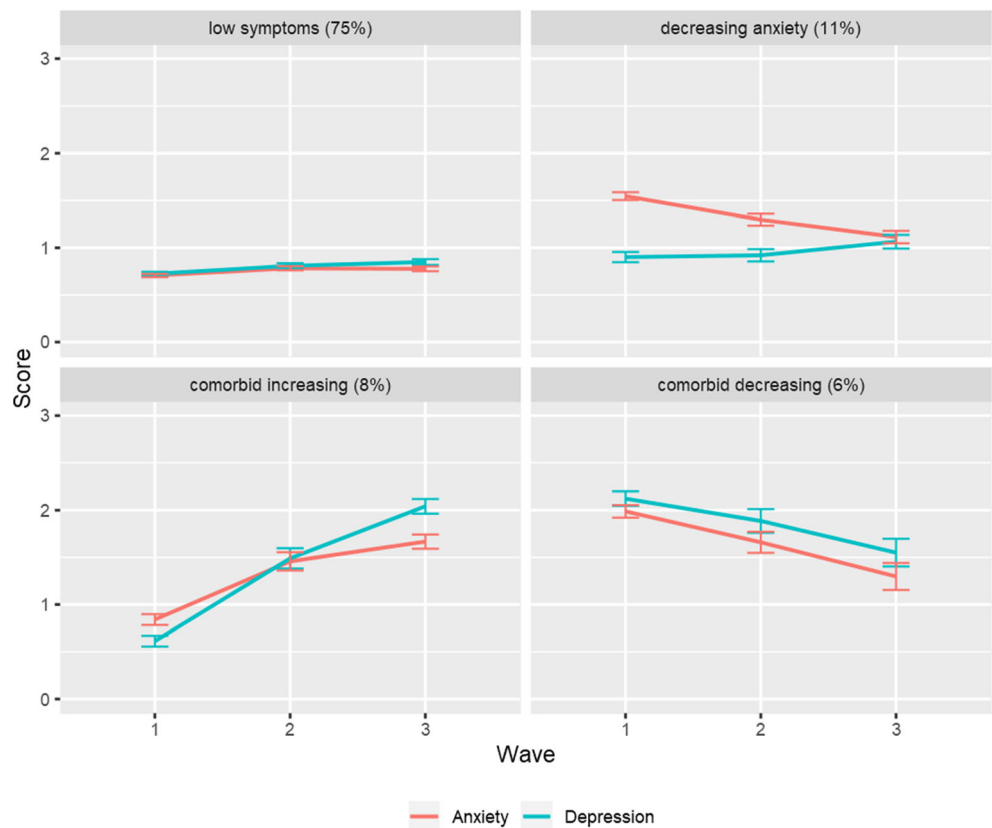 low symptoms (75%)
decreasing anxiety (11%)
3
2
1
0
Score
comorbid increasing (8%)
comorbid decreasing (6%)
3
2
1
0
1 2 3
1 2 3
Wave
Anxiety Depression